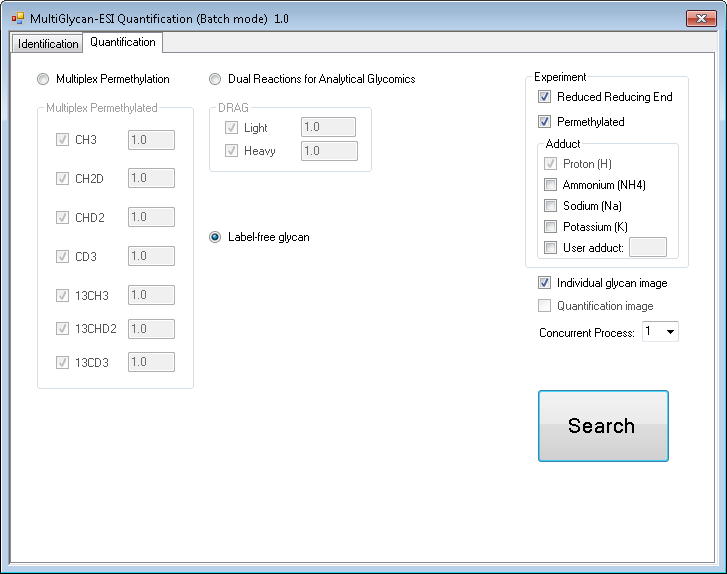 MultiGlycan-ESI Quantification (Batch mode) 1.0
Identification
Quantification
Multiplex Permethylation
Dual Reactions for Analytical Glycomics
Multiplex Permethylated
CH3 1.0
CH2D 1.0
CHD2 1.0
CD3 1.0
13CH3 1.0
13CHD2 1.0
13CD3 1.0
DRAG
Light 1.0
Heavy 1.0
Label-free glycan
Experiment
Reduced Reducing End
Permethylated
Adduct
Proton (H)
Ammonium (NH4)
Sodium (Na)
Potassium (K)
User adduct:
Individual glycan image
Quantification image
Concurrent Process: 1
Search